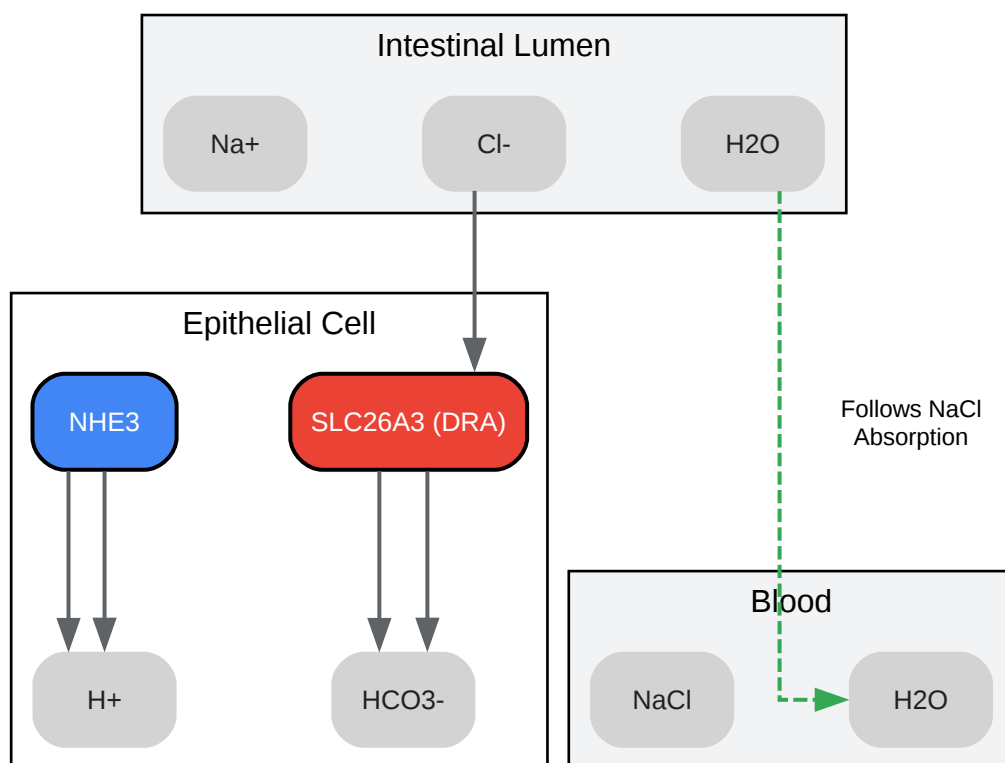 Intestinal Lumen
Na+
Cl-
H2O
Epithelial Cell
NHE3
SLC26A3 (DRA)
Follows NaCl
Absorption
Blood
H+
HCO3-
NaCl
H2O